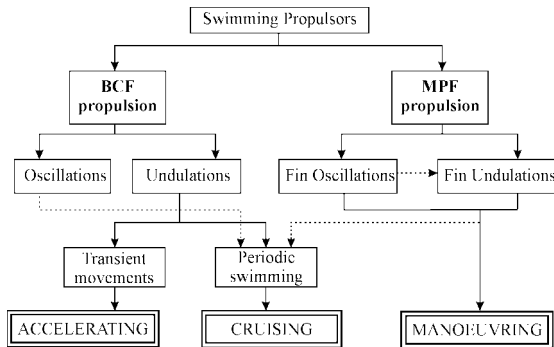 Swimming Propulsors
BCF
propulsion
MPF
propulsion
Oscillations
Undulations
Fin Oscillations
Fin Undulations
Transient
movements
Periodic
swimming
ACCELERATING
CRUISING
MANOEUVRING